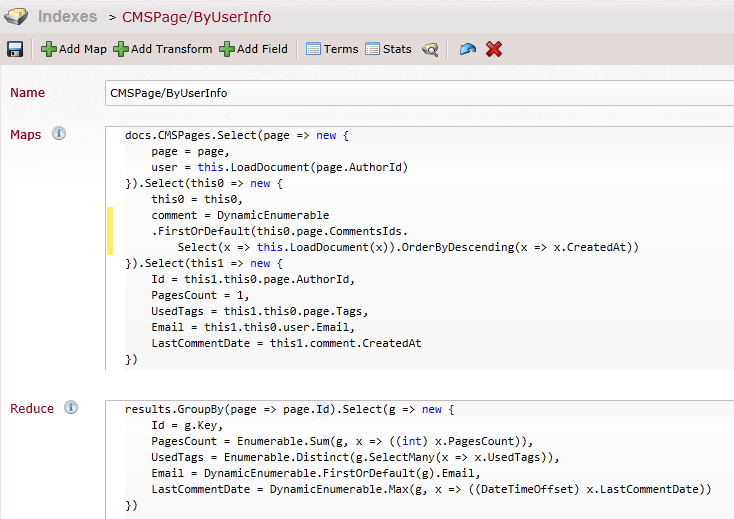 Indexes > CMSPage/ByUserInfo
Add Map Add Transform Add Field Terms Stats
Name CMSPage/ByUserInfo
Maps
docs.CMSPages.Select(page => new {
    page = page,
    user = this.LoadDocument(page.AuthorId)
}).Select(this0 => new {
    this0 = this0,
    comment = DynamicEnumerable
    .FirstOrDefault(this0.page.CommentsIds.
        Select(x => this.LoadDocument(x)).OrderByDescending(x => x.CreatedAt))
}).Select(this1 => new {
    Id = this1.this0.page.AuthorId,
    PagesCount = 1,
    UsedTags = this1.this0.page.Tags,
    Email = this1.this0.user.Email,
    LastCommentDate = this1.comment.CreatedAt
})
Reduce
results.GroupBy(page => page.Id).Select(g => new {
    Id = g.Key,
    PagesCount = Enumerable.Sum(g, x => ((int) x.PagesCount)),
    UsedTags = Enumerable.Distinct(g.SelectMany(x => x.UsedTags)),
    Email = DynamicEnumerable.FirstOrDefault(g).Email,
    LastCommentDate = DynamicEnumerable.Max(g, x => ((DateTimeOffset) x.LastCommentDate))
})